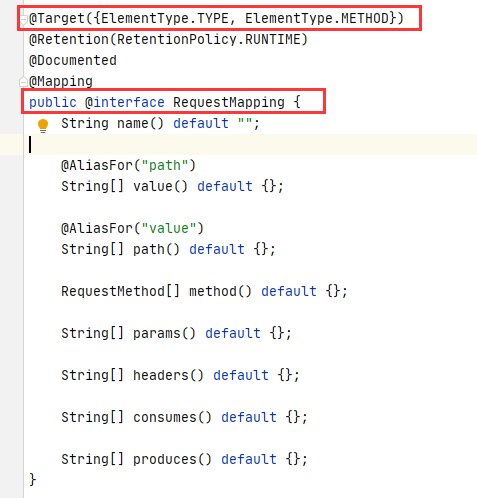 @Target({ElementType.TYPE, ElementType.METHOD})
@Retention(RetentionPolicy.RUNTIME)
@Documented
@Mapping
public @interface RequestMapping {
    String name() default "";

    @AliasFor("path")
    String[] value() default {};

    @AliasFor("value")
    String[] path() default {};

    RequestMethod[] method() default {};

    String[] params() default {};

    String[] headers() default {};

    String[] consumes() default {};

    String[] produces() default {};
}